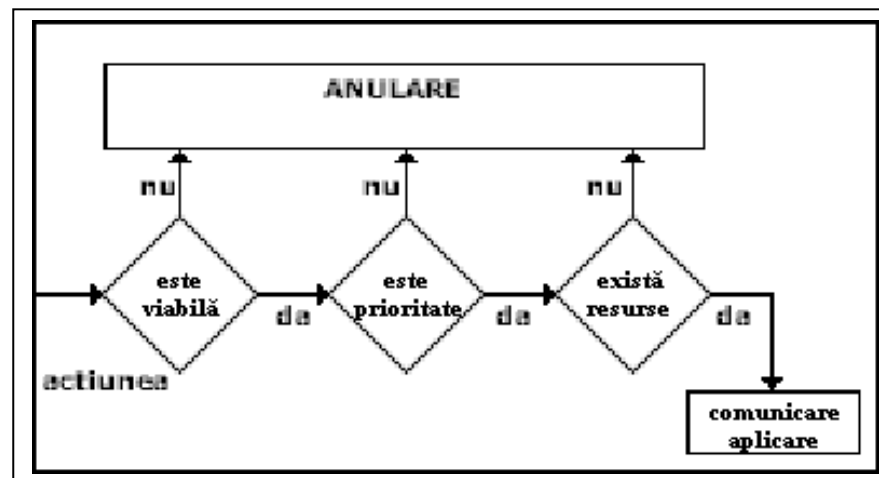 ANULARE
nu nu nu
este viabilă
este prioritate
există resurse
da da da
actiunea
comunicare
aplicare